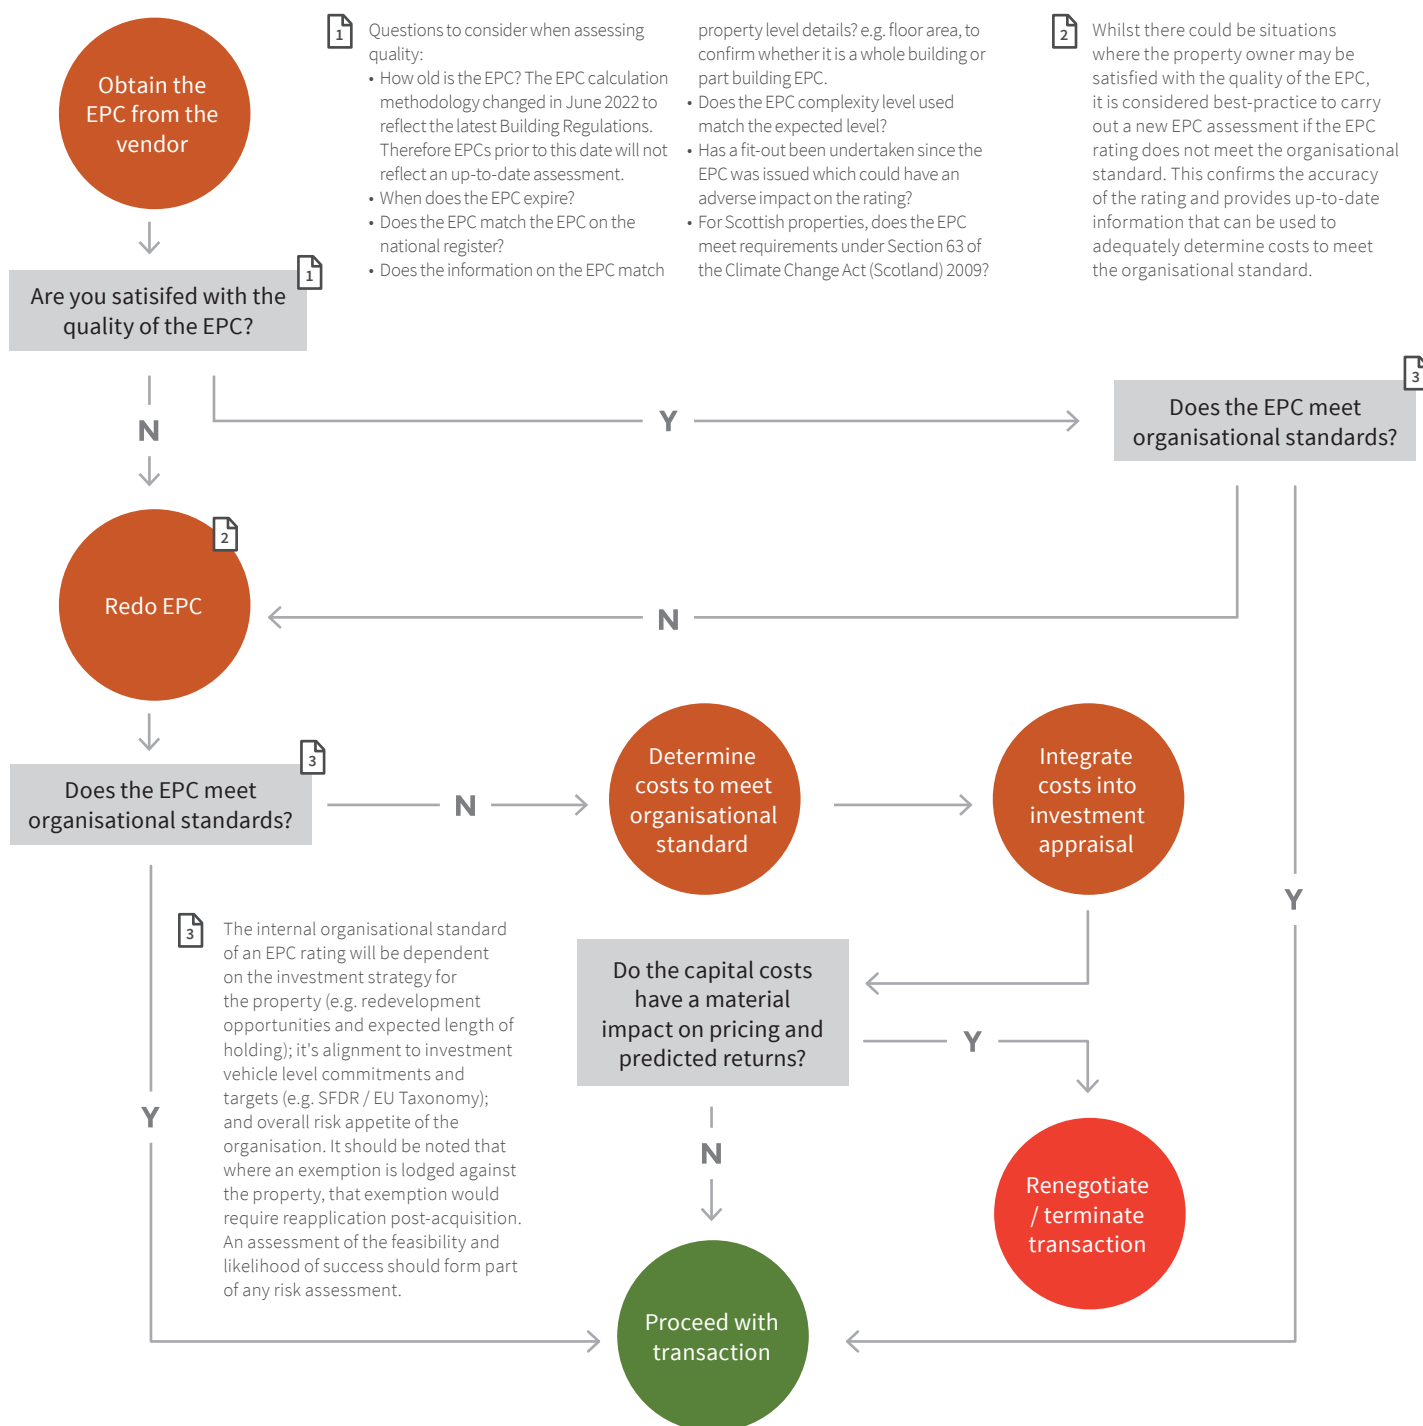 Obtain the
EPC from the
vendor
1
Questions to consider when assessing
quality:
• How old is the EPC? The EPC calculation
methodology changed in June 2022 to
reflect the latest Building Regulations.
Therefore EPCs prior to this date will not
reflect an up-to-date assessment.
• When does the EPC expire?
• Does the EPC match the EPC on the
national register?
• Does the information on the EPC match
property level details? e.g. floor area, to
confirm whether it is a whole building or
part building EPC.
• Does the EPC complexity level used
match the expected level?
• Has a fit-out been undertaken since the
EPC was issued which could have an
adverse impact on the rating?
• For Scottish properties, does the EPC
meet requirements under Section 63 of
the Climate Change Act (Scotland) 2009?
2
Whilst there could be situations
where the property owner may be
satisfied with the quality of the EPC,
it is considered best-practice to carry
out a new EPC assessment if the EPC
rating does not meet the organisational
standard. This confirms the accuracy
of the rating and provides up-to-date
information that can be used to
adequately determine costs to meet
the organisational standard.
1
Are you satisifed with the
quality of the EPC?
N
Y
3
Does the EPC meet
organisational standards?
2
Redo EPC
N
3
Does the EPC meet
organisational standards?
N
Determine
costs to meet
organisational
standard
Integrate
costs into
investment
appraisal
Y
3
The internal organisational standard
of an EPC rating will be dependent
on the investment strategy for
the property (e.g. redevelopment
opportunities and expected length of
holding); it's alignment to investment
vehicle level commitments and
targets (e.g. SFDR / EU Taxonomy);
and overall risk appetite of the
organisation. It should be noted that
where an exemption is lodged against
the property, that exemption would
require reapplication post-acquisition.
An assessment of the feasibility and
likelihood of success should form part
of any risk assessment.
Do the capital costs
have a material
impact on pricing and
predicted returns?
Y
Y
N
Renegotiate
/ terminate
transaction
Proceed with
transaction